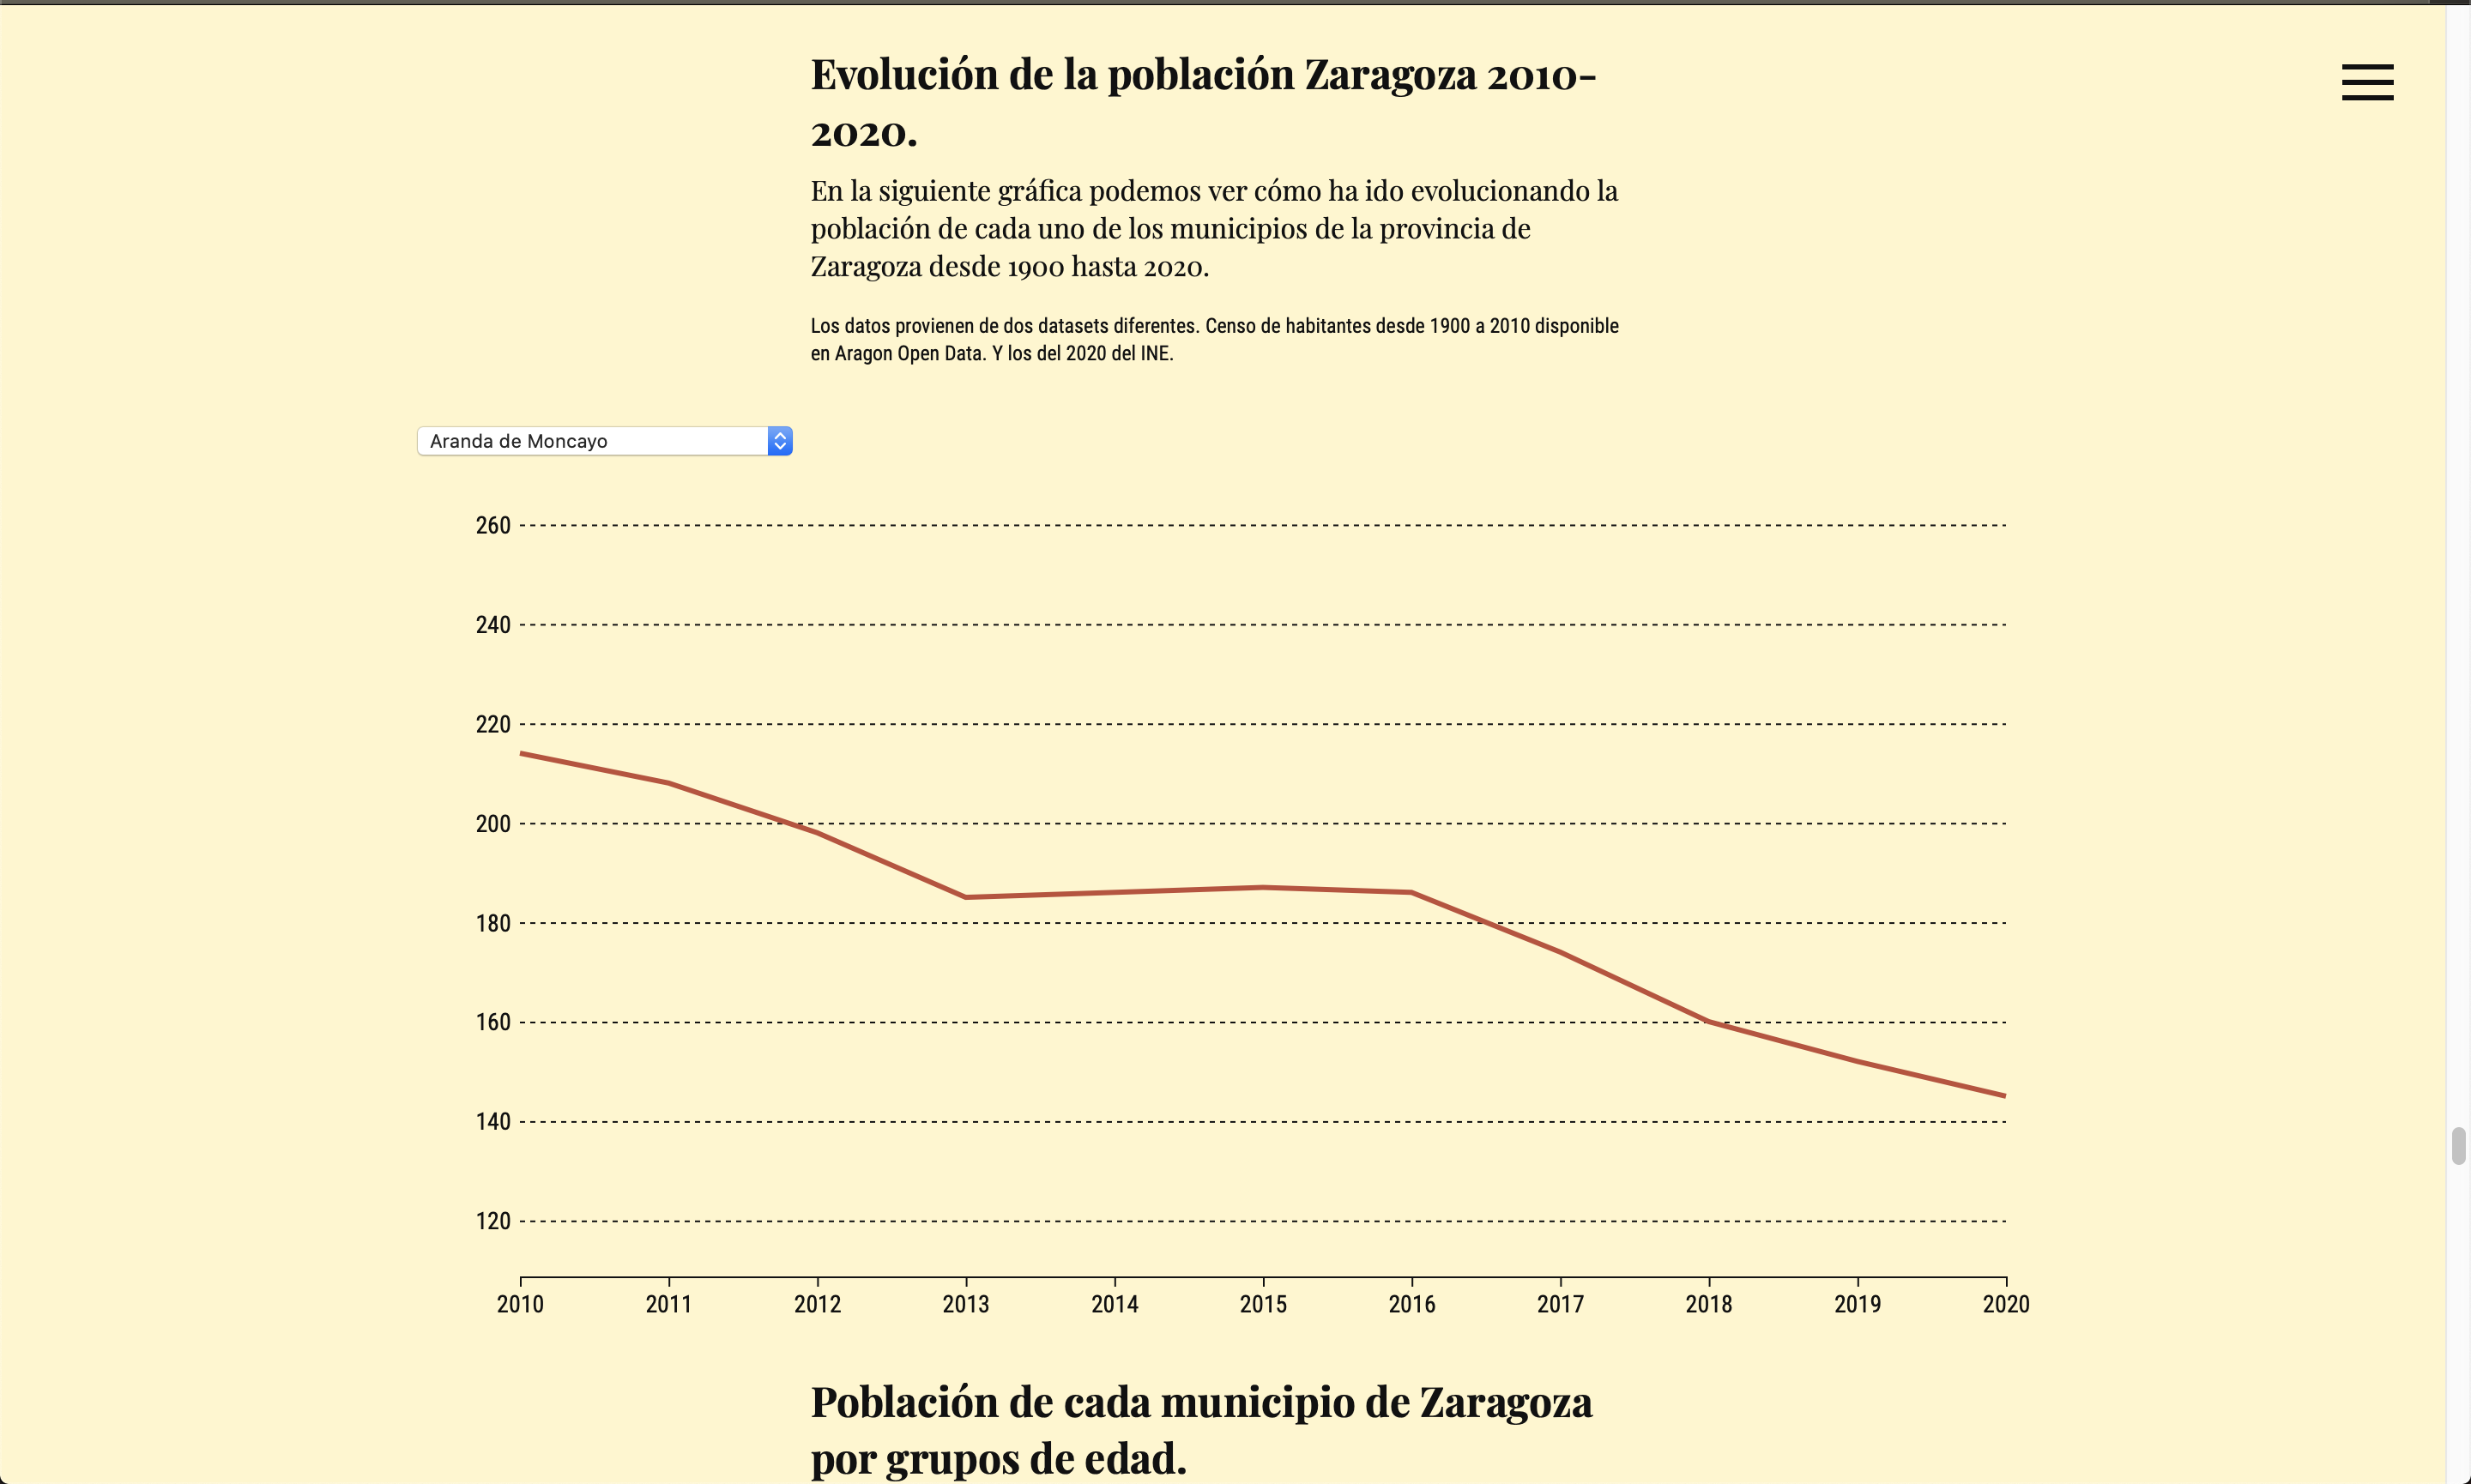 Evolución de la población Zaragoza 2010-
2020.
En la siguiente gráfica podemos ver cómo ha ido evolucionando la
población de cada uno de los municipios de la provincia de
Zaragoza desde 1900 hasta 2020.
Los datos provienen de dos datasets diferentes. Censo de habitantes desde 1900 a 2010 disponible
en Aragon Open Data. Y los del 2020 del INE.
Aranda de Moncayo
260
240
220
200
180
160
140
120
2010 2011 2012 2013 2014 2015 2016 2017 2018 2019 2020
Población de cada municipio de Zaragoza
por grupos de edad.